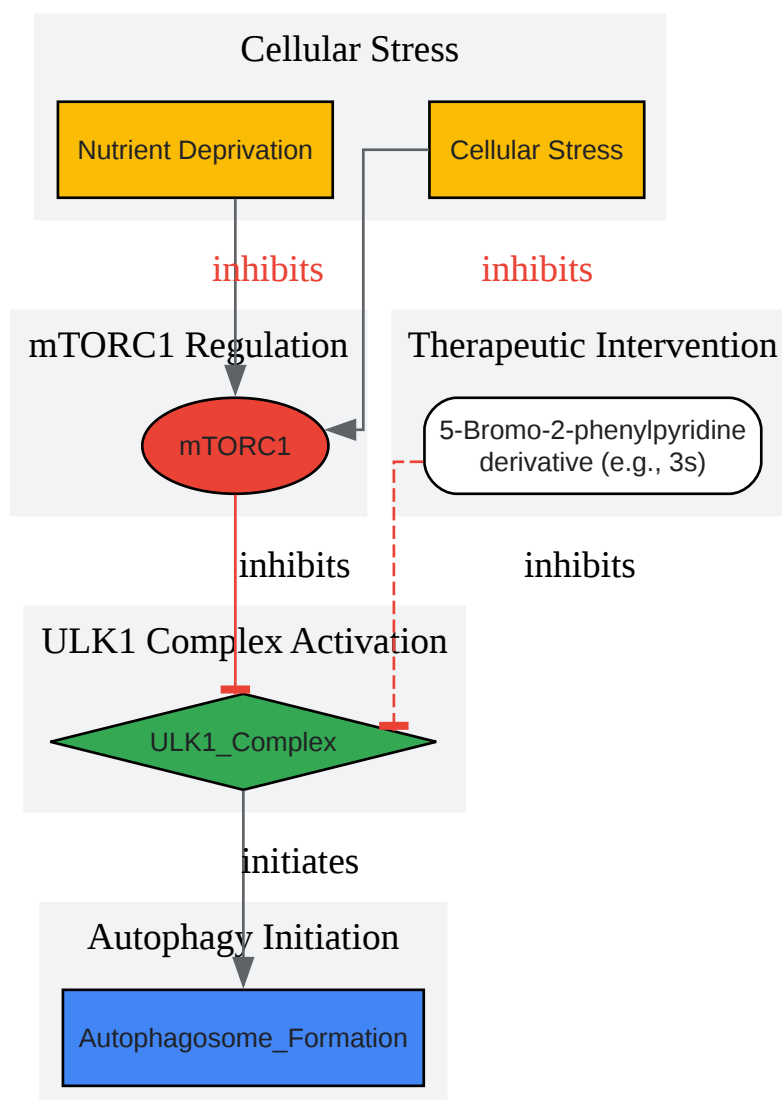 Cellular Stress
Nutrient Deprivation
Cellular Stress
inhibits
inhibits
mTORC1 Regulation
Therapeutic Intervention
mTORC1
5-Bromo-2-phenylpyridine
derivative (e.g., 3s)
inhibits
inhibits
ULK1 Complex Activation
ULK1_Complex
initiates
Autophagy Initiation
Autophagosome_Formation